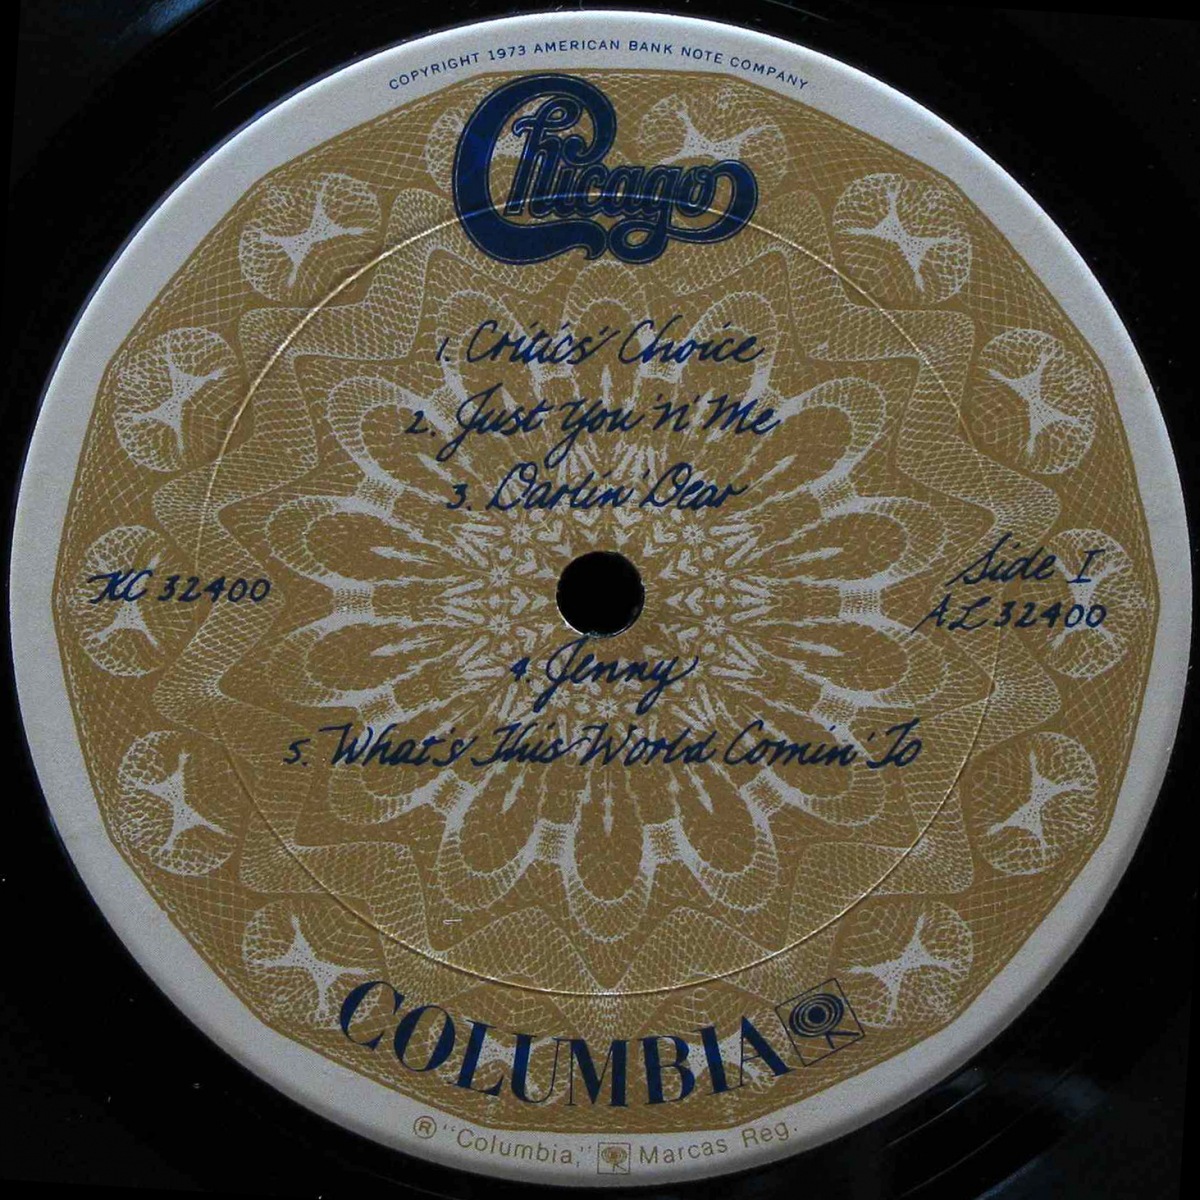 COPYRIGHT 1973 AMERICAN BANK NOTE COMPANY
Chicago
1. Critics' Choice
2. Just You 'n' Me
3. Darlin' Dear
KC 32400
Side I
AL 32400
4. Jenny
5. What's This World Comin' To
COLUMBIA
® "Columbia," Marcas Reg.